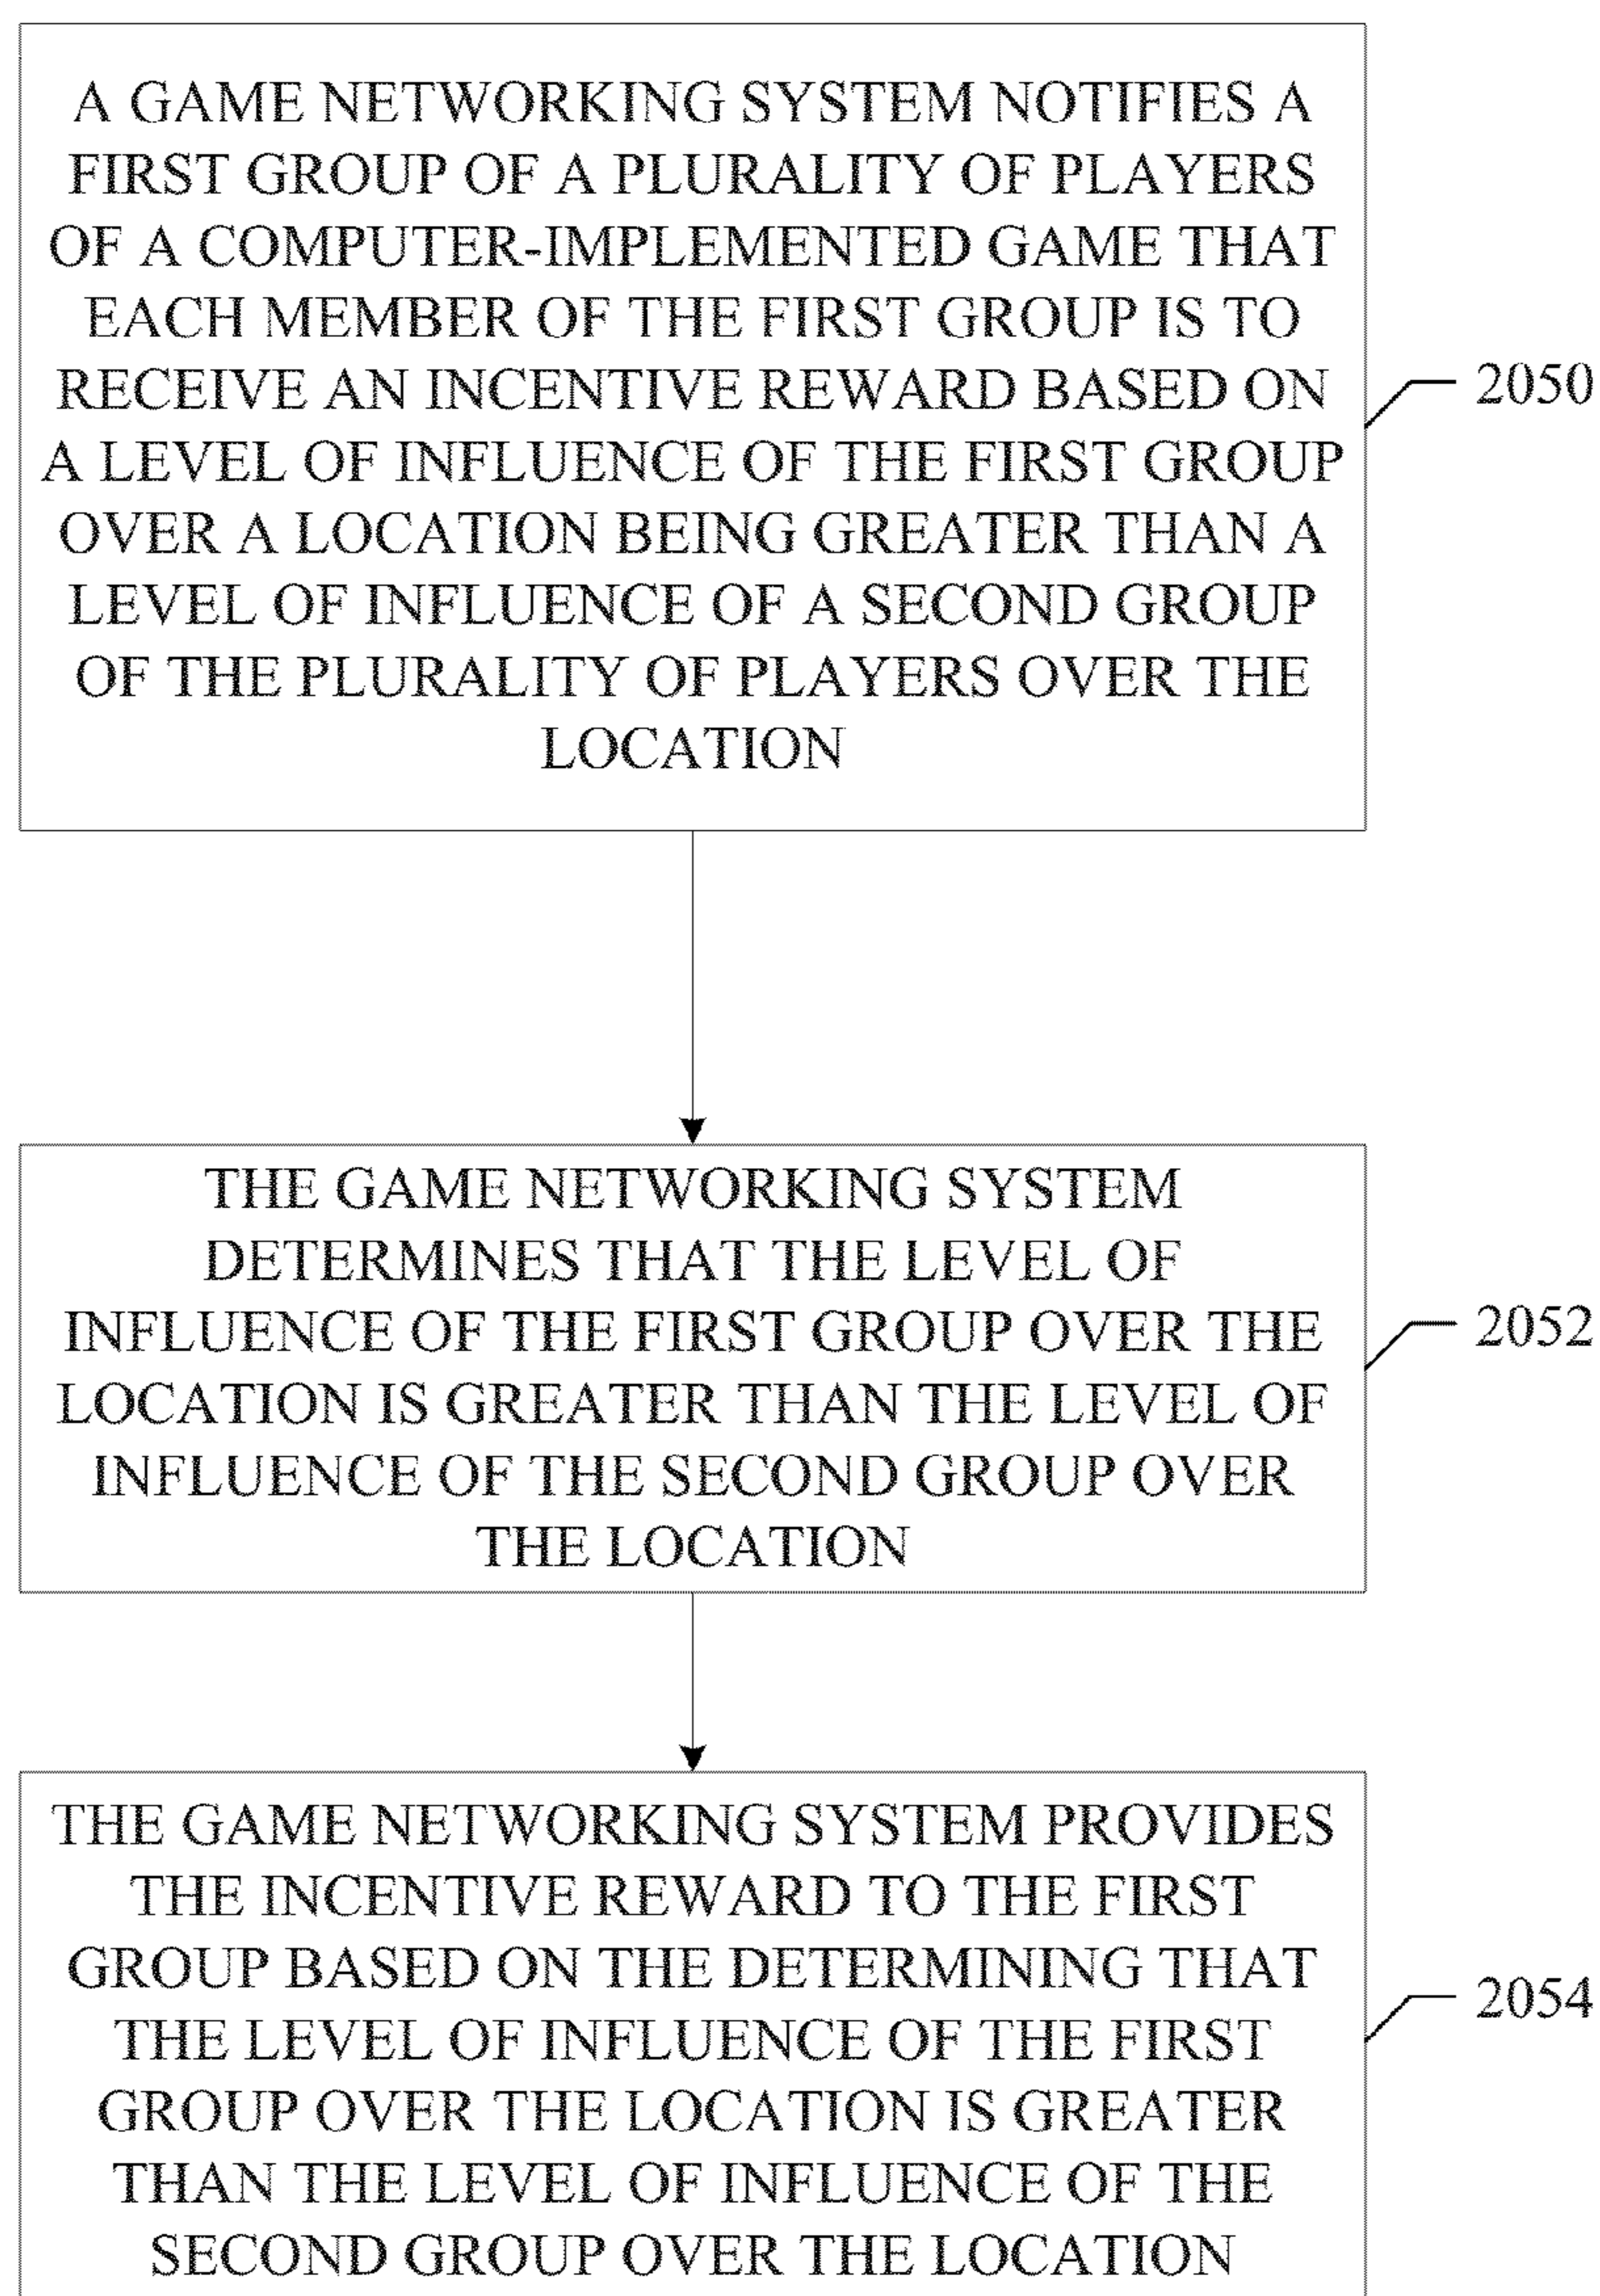 A GAME NETWORKING SYSTEM NOTIFIES A
FIRST GROUP OF A PLURALITY OF PLAYERS
OF A COMPUTER-IMPLEMENTED GAME THAT
EACH MEMBER OF THE FIRST GROUP IS TO
RECEIVE AN INCENTIVE REWARD BASED ON
A LEVEL OF INFLUENCE OF THE FIRST GROUP
OVER A LOCATION BEING GREATER THAN A
LEVEL OF INFLUENCE OF A SECOND GROUP
OF THE PLURALITY OF PLAYERS OVER THE
LOCATION
2050
THE GAME NETWORKING SYSTEM
DETERMINES THAT THE LEVEL OF
INFLUENCE OF THE FIRST GROUP OVER THE
LOCATION IS GREATER THAN THE LEVEL OF
INFLUENCE OF THE SECOND GROUP OVER
THE LOCATION
2052
THE GAME NETWORKING SYSTEM PROVIDES
THE INCENTIVE REWARD TO THE FIRST
GROUP BASED ON THE DETERMINING THAT
THE LEVEL OF INFLUENCE OF THE FIRST
GROUP OVER THE LOCATION IS GREATER
THAN THE LEVEL OF INFLUENCE OF THE
SECOND GROUP OVER THE LOCATION
2054